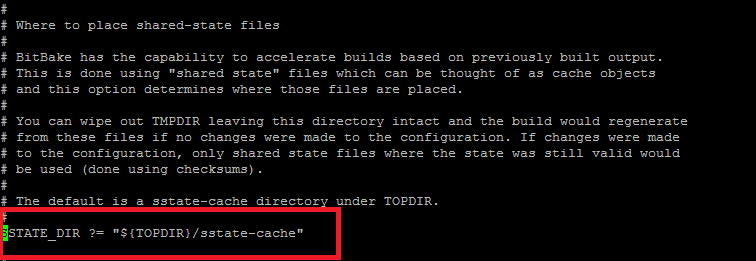 #
# Where to place shared-state files
#
# BitBake has the capability to accelerate builds based on previously built output.
# This is done using "shared state" files which can be thought of as cache objects
# and this option determines where those files are placed.
#
# You can wipe out TMPDIR leaving this directory intact and the build would regenerate
# from these files if no changes were made to the configuration. If changes were made
# to the configuration, only shared state files where the state was still valid would
# be used (done using checksums).
#
# The default is a sstate-cache directory under TOPDIR.
#
SSTATE_DIR ?= "${TOPDIR}/sstate-cache"
#